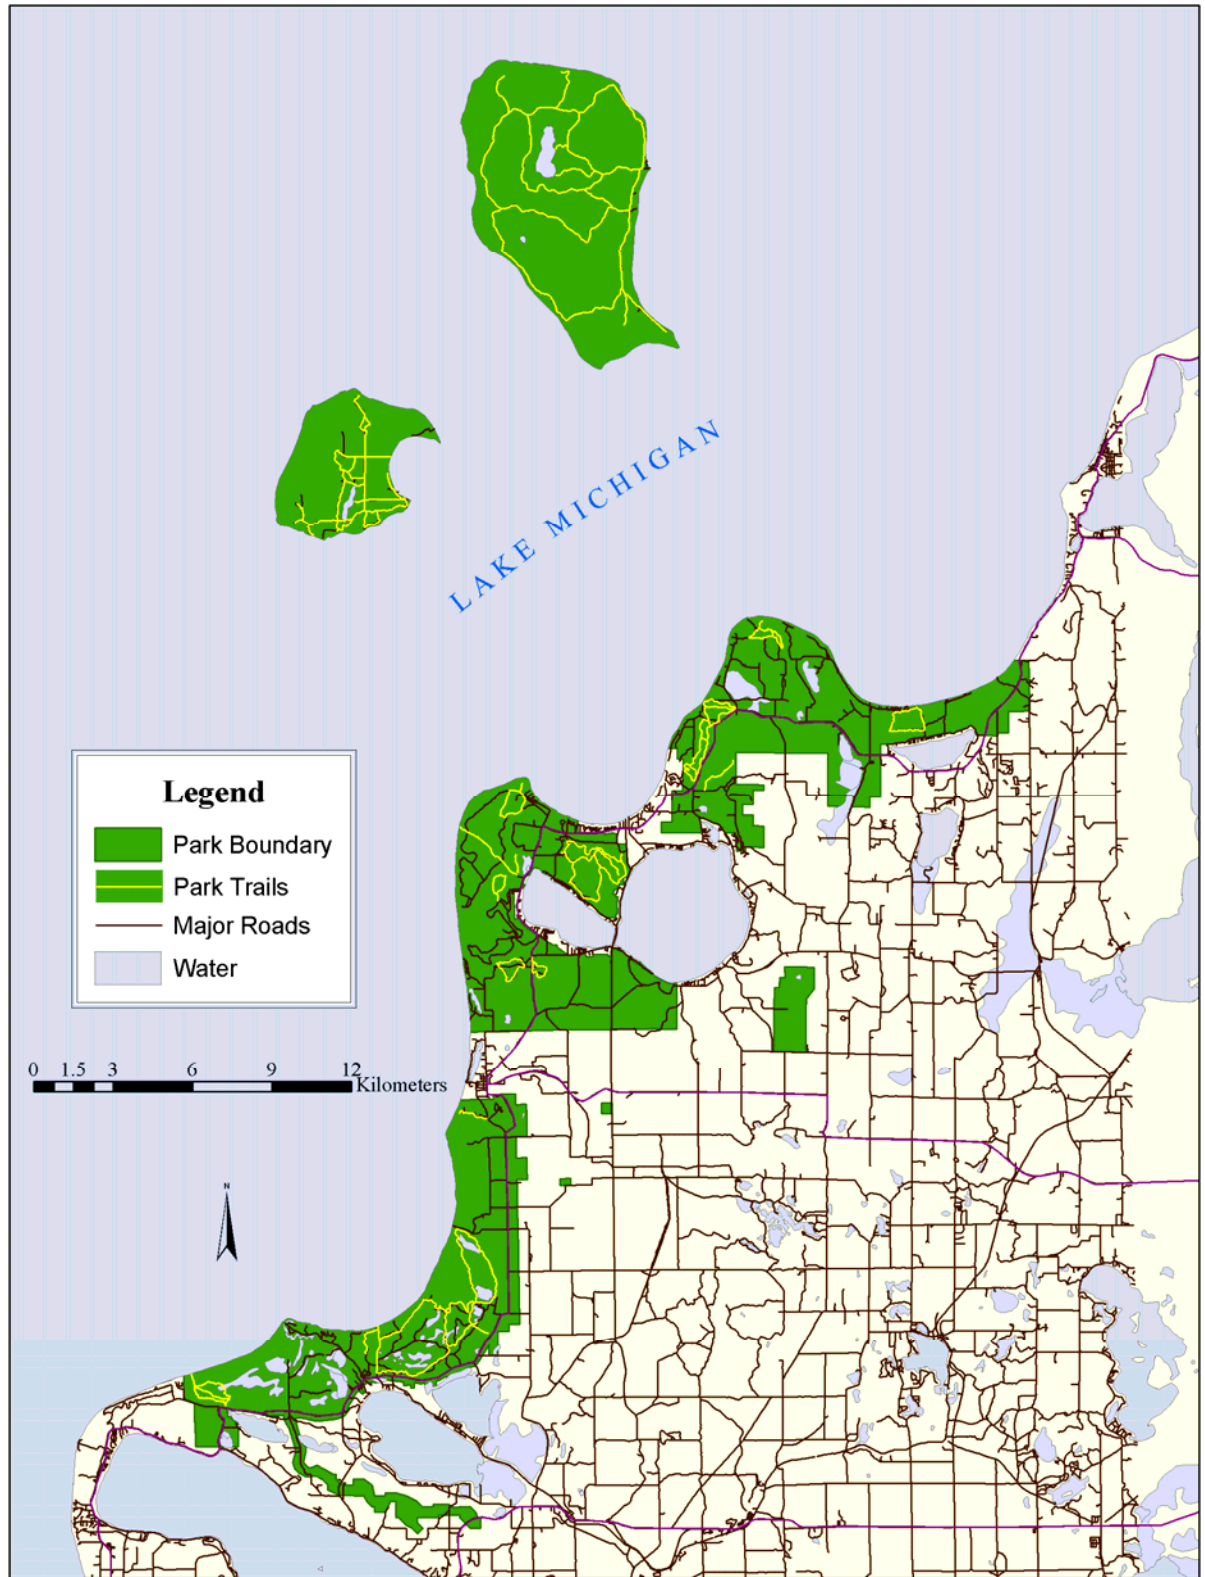 LAKE MICHIGAN
Legend
Park Boundary
Park Trails
Major Roads
Water
0 1.5 3 6 9 12
Kilometers
N